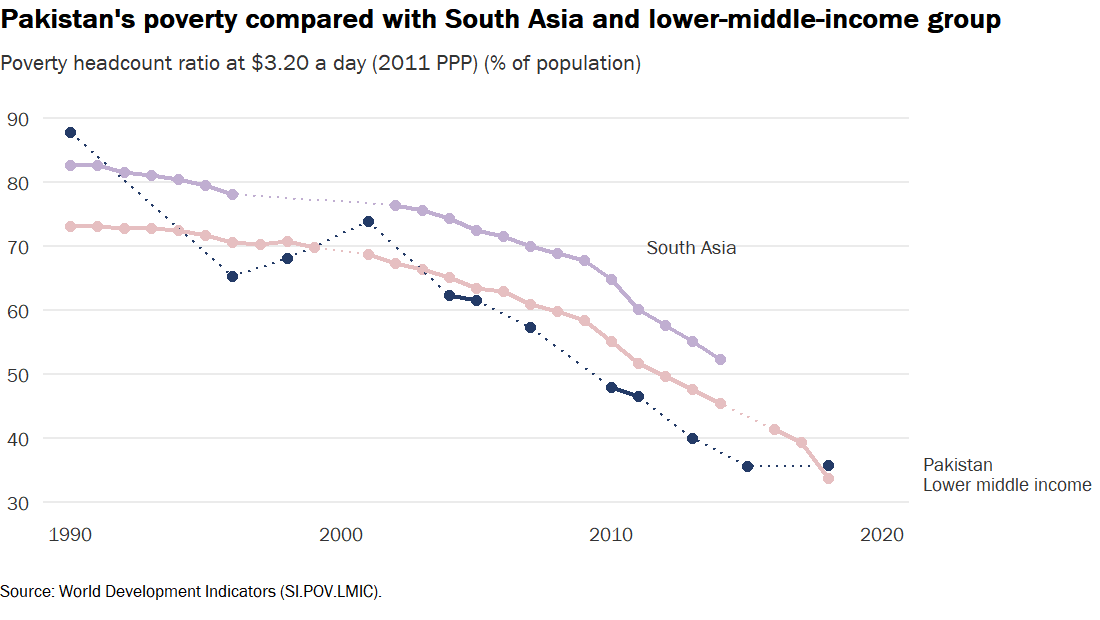 Pakistan's poverty compared with South Asia and lower-middle-income group
Poverty headcount ratio at $3.20 a day (2011 PPP) (% of population)
90
80
70
South Asia
60
50
40
Pakistan
Lower middle income
30
1990 2000 2010 2020
Source: World Development Indicators (SI.POV.LMIC).